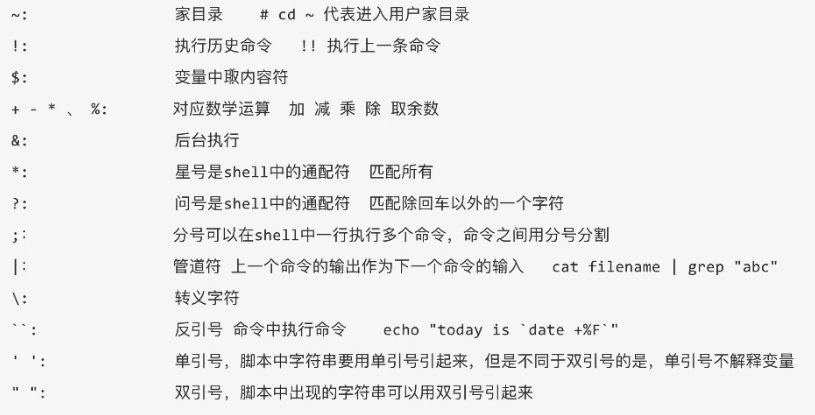 ~: 家目录 # cd ~ 代表进入用户家目录
!: 执行历史命令 !! 执行上一条命令
$: 变量中取内容符
+ - * 、 %: 对应数学运算 加 减 乘 除 取余数
&: 后台执行
*: 星号是shell中的通配符 匹配所有
?: 问号是shell中的通配符 匹配除回车以外的一个字符
;: 分号可以在shell中一行执行多个命令，命令之间用分号分割
|: 管道符 上一个命令的输出作为下一个命令的输入 cat filename | grep "abc"
\: 转义字符
``: 反引号 命令中执行命令 echo "today is `date +%F`"
' ': 单引号，脚本中字符串要用单引号引起来，但是不同于双引号的是，单引号不解释变量
" ": 双引号，脚本中出现的字符串可以用双引号引起来